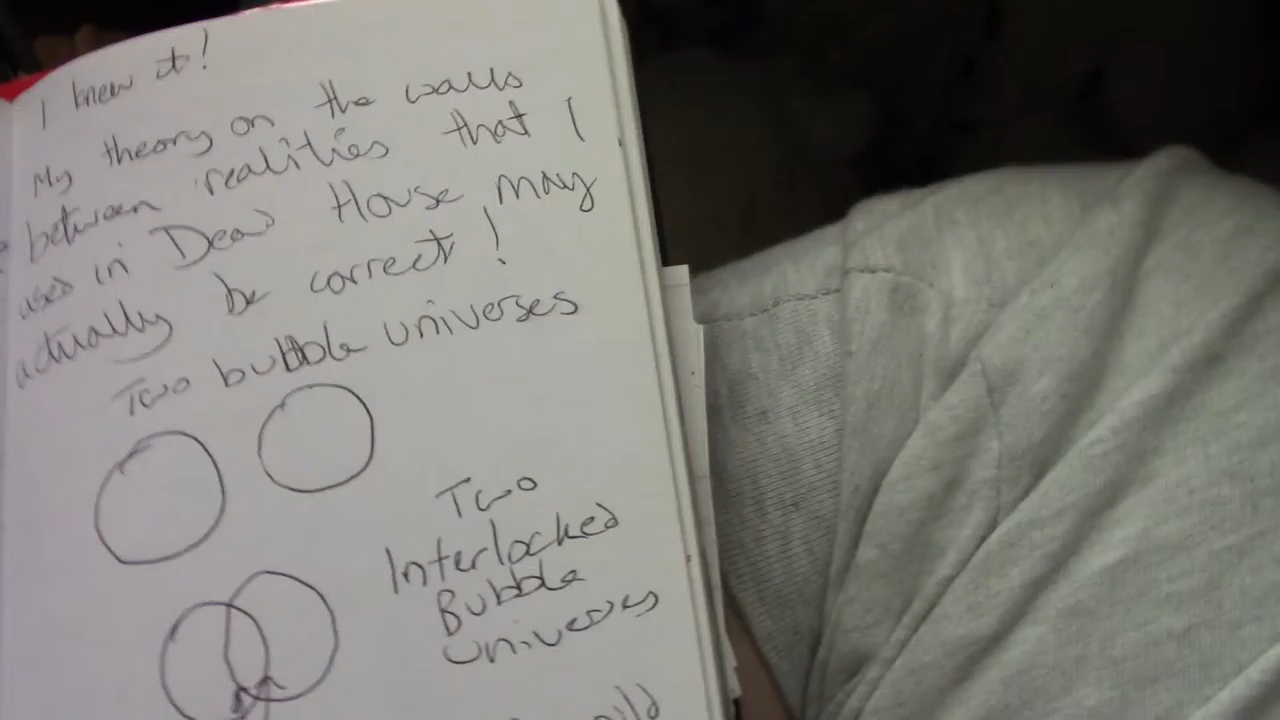 I knew it!
My theory on the walls
between realities that I
used in Dead House may
actually be correct!
Two bubble universes
Two
Interlocked
Bubble
Universes